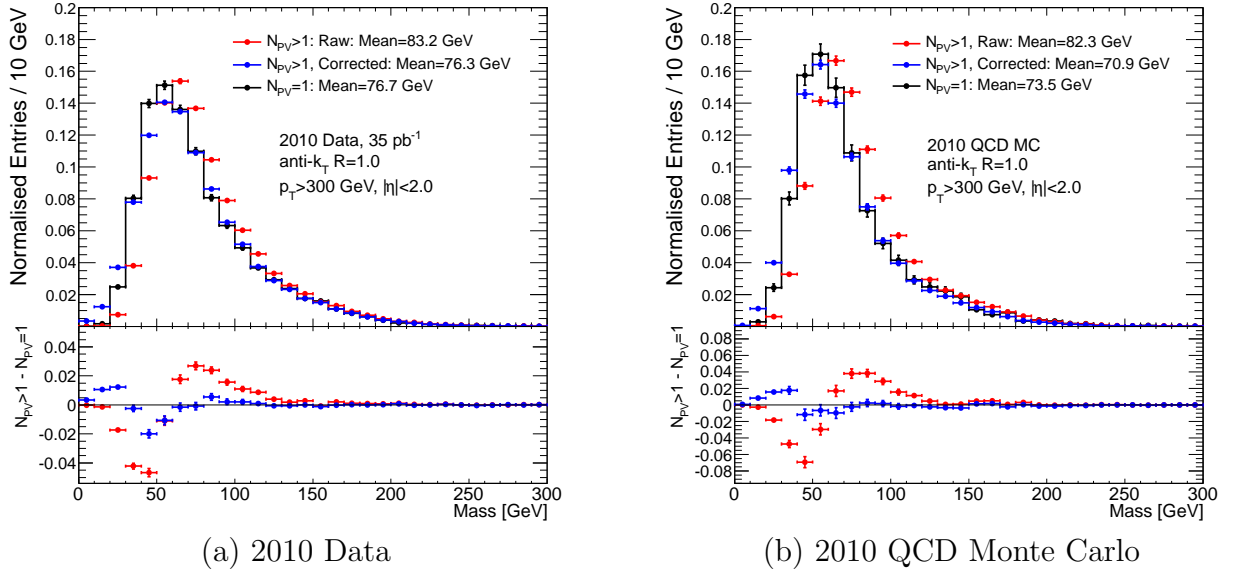 0.2
0.18
0.16
0.14
0.12
0.1
0.08
0.06
0.04
0.02
Normalised Entries / 10 GeV
N_PV>1: Raw: Mean=83.2 GeV
N_PV>1, Corrected: Mean=76.3 GeV
N_PV=1: Mean=76.7 GeV
2010 Data, 35 pb⁻¹
anti-k_T R=1.0
p_T>300 GeV, |η|<2.0
0.04
0.02
0
-0.02
-0.04
N_PV>1 - N_PV=1
0 50 100 150 200 250 300
Mass [GeV]
(a) 2010 Data
0.2
0.18
0.16
0.14
0.12
0.1
0.08
0.06
0.04
0.02
Normalised Entries / 10 GeV
N_PV>1, Raw: Mean=82.3 GeV
N_PV>1, Corrected: Mean=70.9 GeV
N_PV=1: Mean=73.5 GeV
2010 QCD MC
anti-k_T R=1.0
p_T>300 GeV, |η|<2.0
0.08
0.06
0.04
0.02
0
-0.02
-0.04
-0.06
-0.08
N_PV>1 - N_PV=1
0 50 100 150 200 250 300
Mass [GeV]
(b) 2010 QCD Monte Carlo